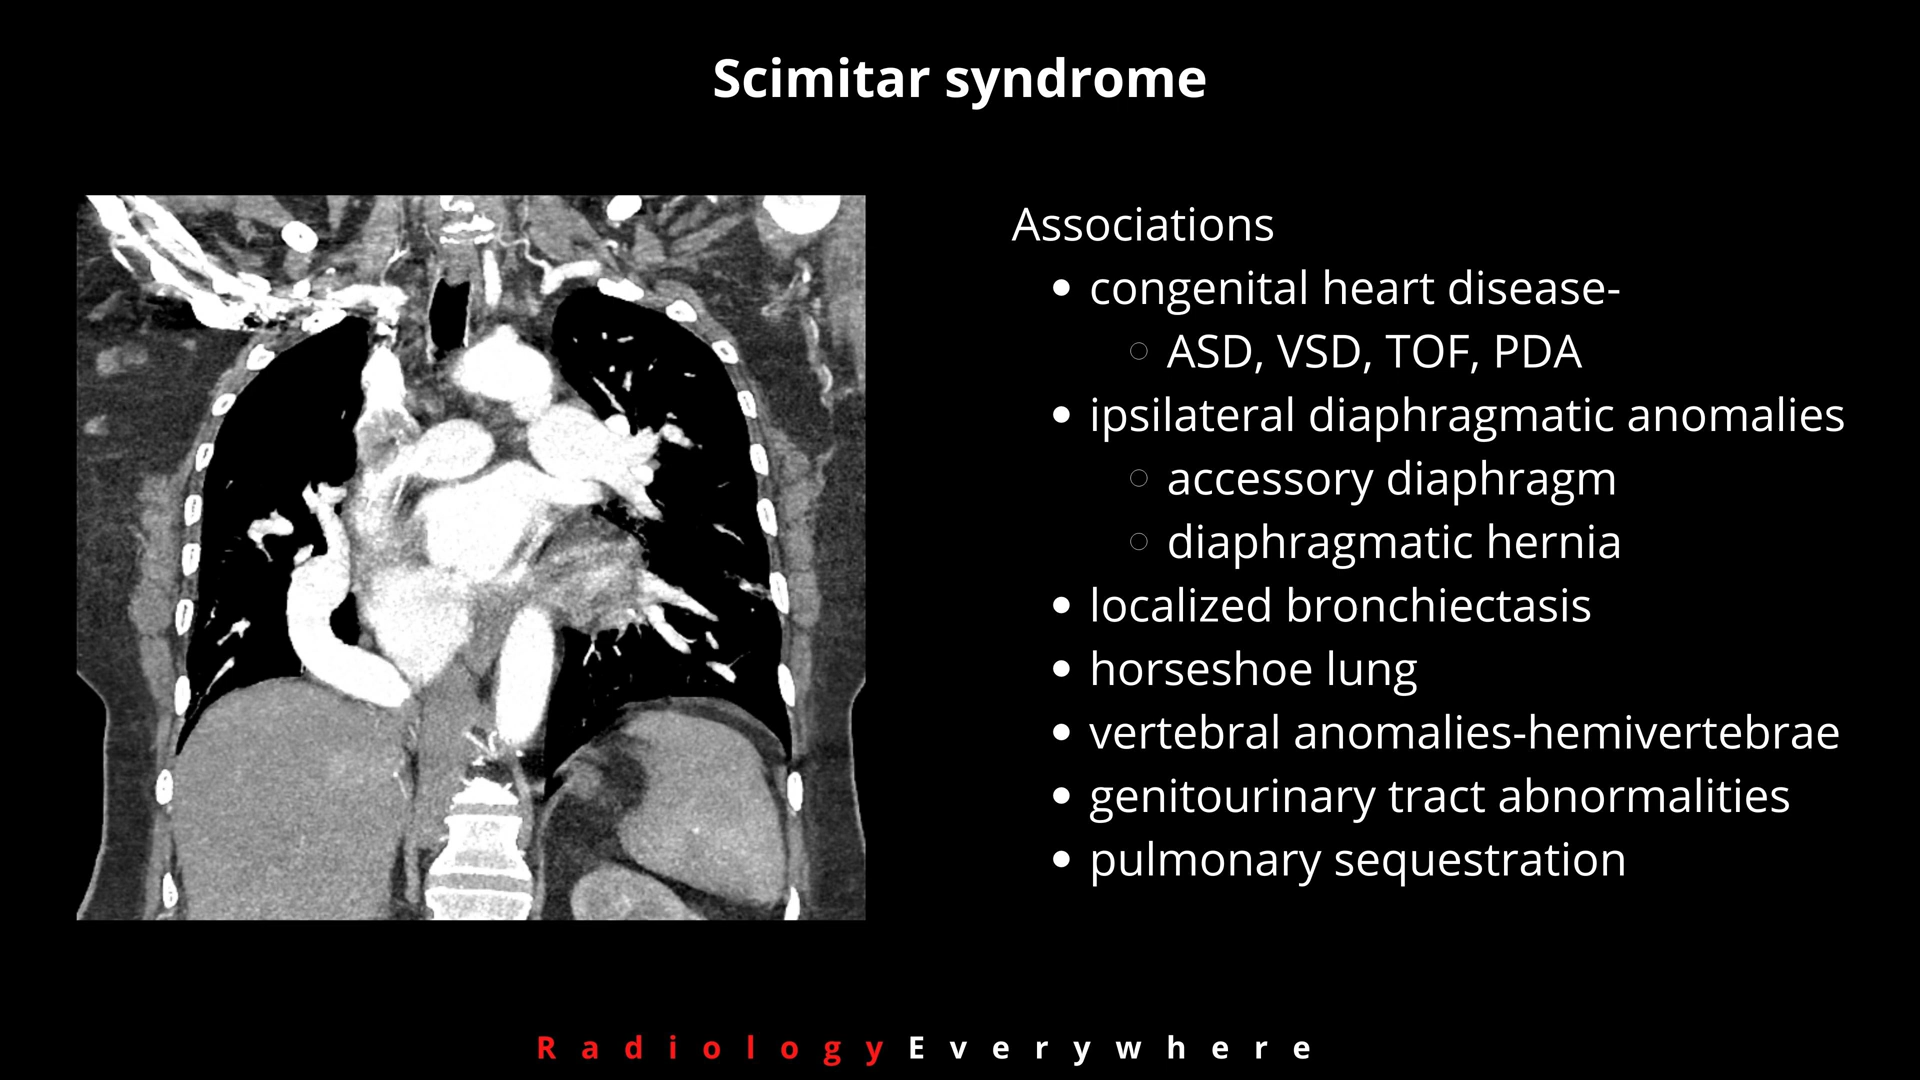 Scimitar syndrome
Associations
• congenital heart disease-
○ ASD, VSD, TOF, PDA
• ipsilateral diaphragmatic anomalies
○ accessory diaphragm
○ diaphragmatic hernia
• localized bronchiectasis
• horseshoe lung
• vertebral anomalies-hemivertebrae
• genitourinary tract abnormalities
• pulmonary sequestration
Radiology Everywhere